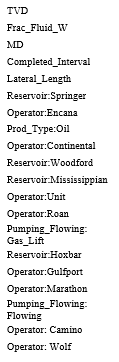 TVD
Frac_Fluid_W
MD
Completed_Interval
Lateral_Length
Reservoir:Springer
Operator:Encana
Prod_Type:Oil
Operator:Continental
Reservoir:Woodford
Reservoir:Mississippian
Operator:Unit
Operator:Roan
Pumping_Flowing:
Gas_Lift
Reservoir:Hoxbar
Operator:Gulfport
Operator:Marathon
Pumping_Flowing:
Flowing
Operator: Camino
Operator: Wolf